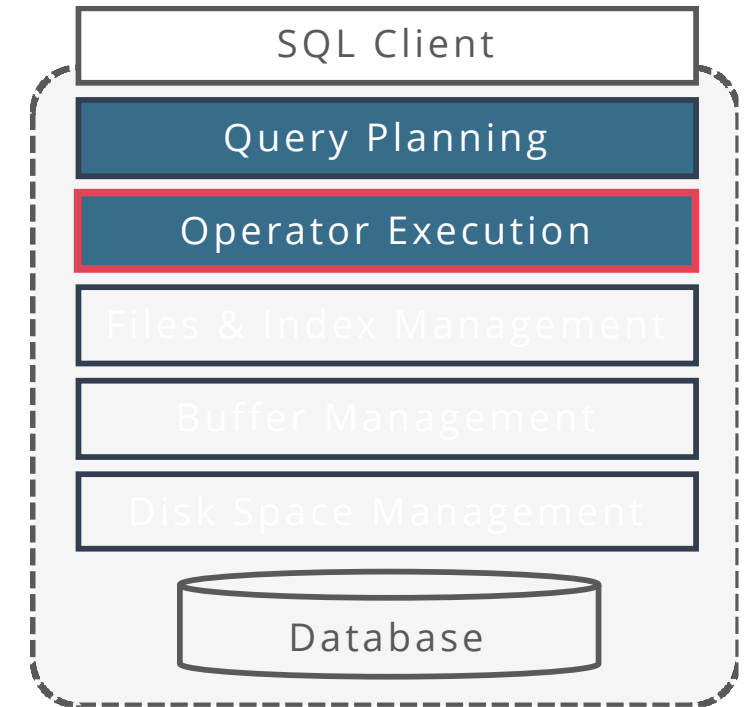 SQL Client
Query Planning
Operator Execution
Files & Index Management
Buffer Management
Disk Space Management
Database